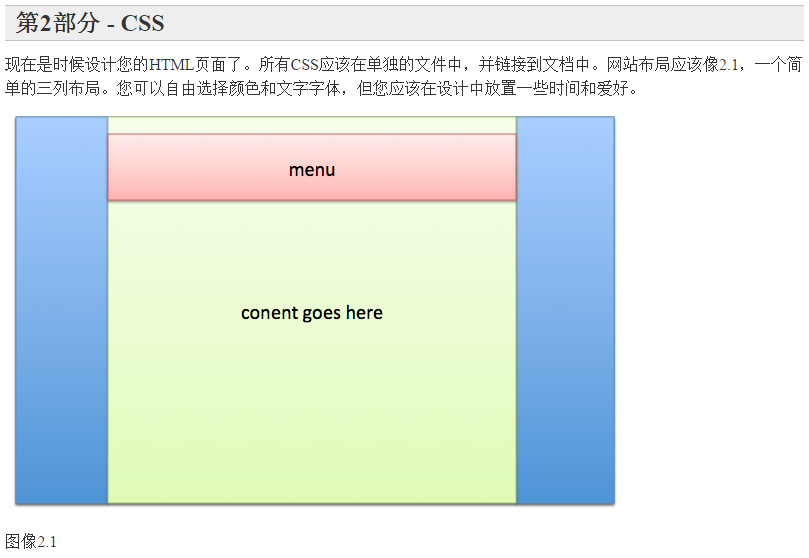 第2部分 - CSS
现在是时候设计您的HTML页面了。所有CSS应该在单独的文件中，并链接到文档中。网站布局应该像2.1，一个简
单的三列布局。您可以自由选择颜色和文字字体，但您应该在设计中放置一些时间和爱好。
menu
conent goes here
图像2.1